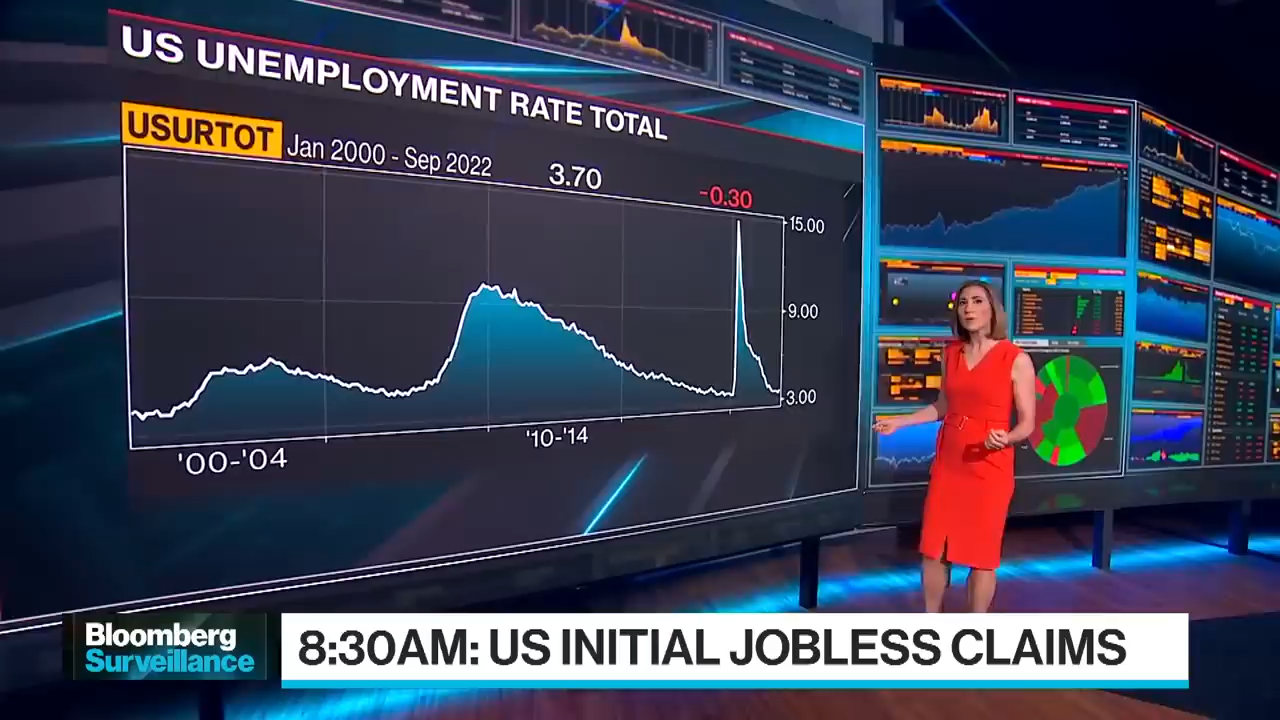 US UNEMPLOYMENT RATE TOTAL
USURTOT Jan 2000 - Sep 2022 3.70 -0.30
15.00
9.00
3.00
'00-'04 '10-'14
Bloomberg
Surveillance
8:30AM: US INITIAL JOBLESS CLAIMS